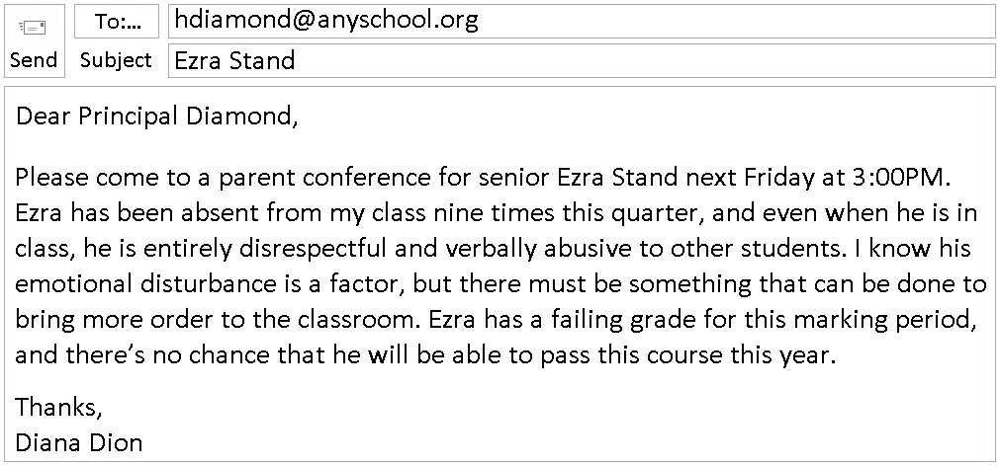 To:...
hdiamond@anyschool.org
Send
Subject
Ezra Stand
Dear Principal Diamond,
Please come to a parent conference for senior Ezra Stand next Friday at 3:00PM.
Ezra has been absent from my class nine times this quarter, and even when he is in
class, he is entirely disrespectful and verbally abusive to other students. I know his
emotional disturbance is a factor, but there must be something that can be done to
bring more order to the classroom. Ezra has a failing grade for this marking period,
and there’s no chance that he will be able to pass this course this year.
Thanks,
Diana Dion